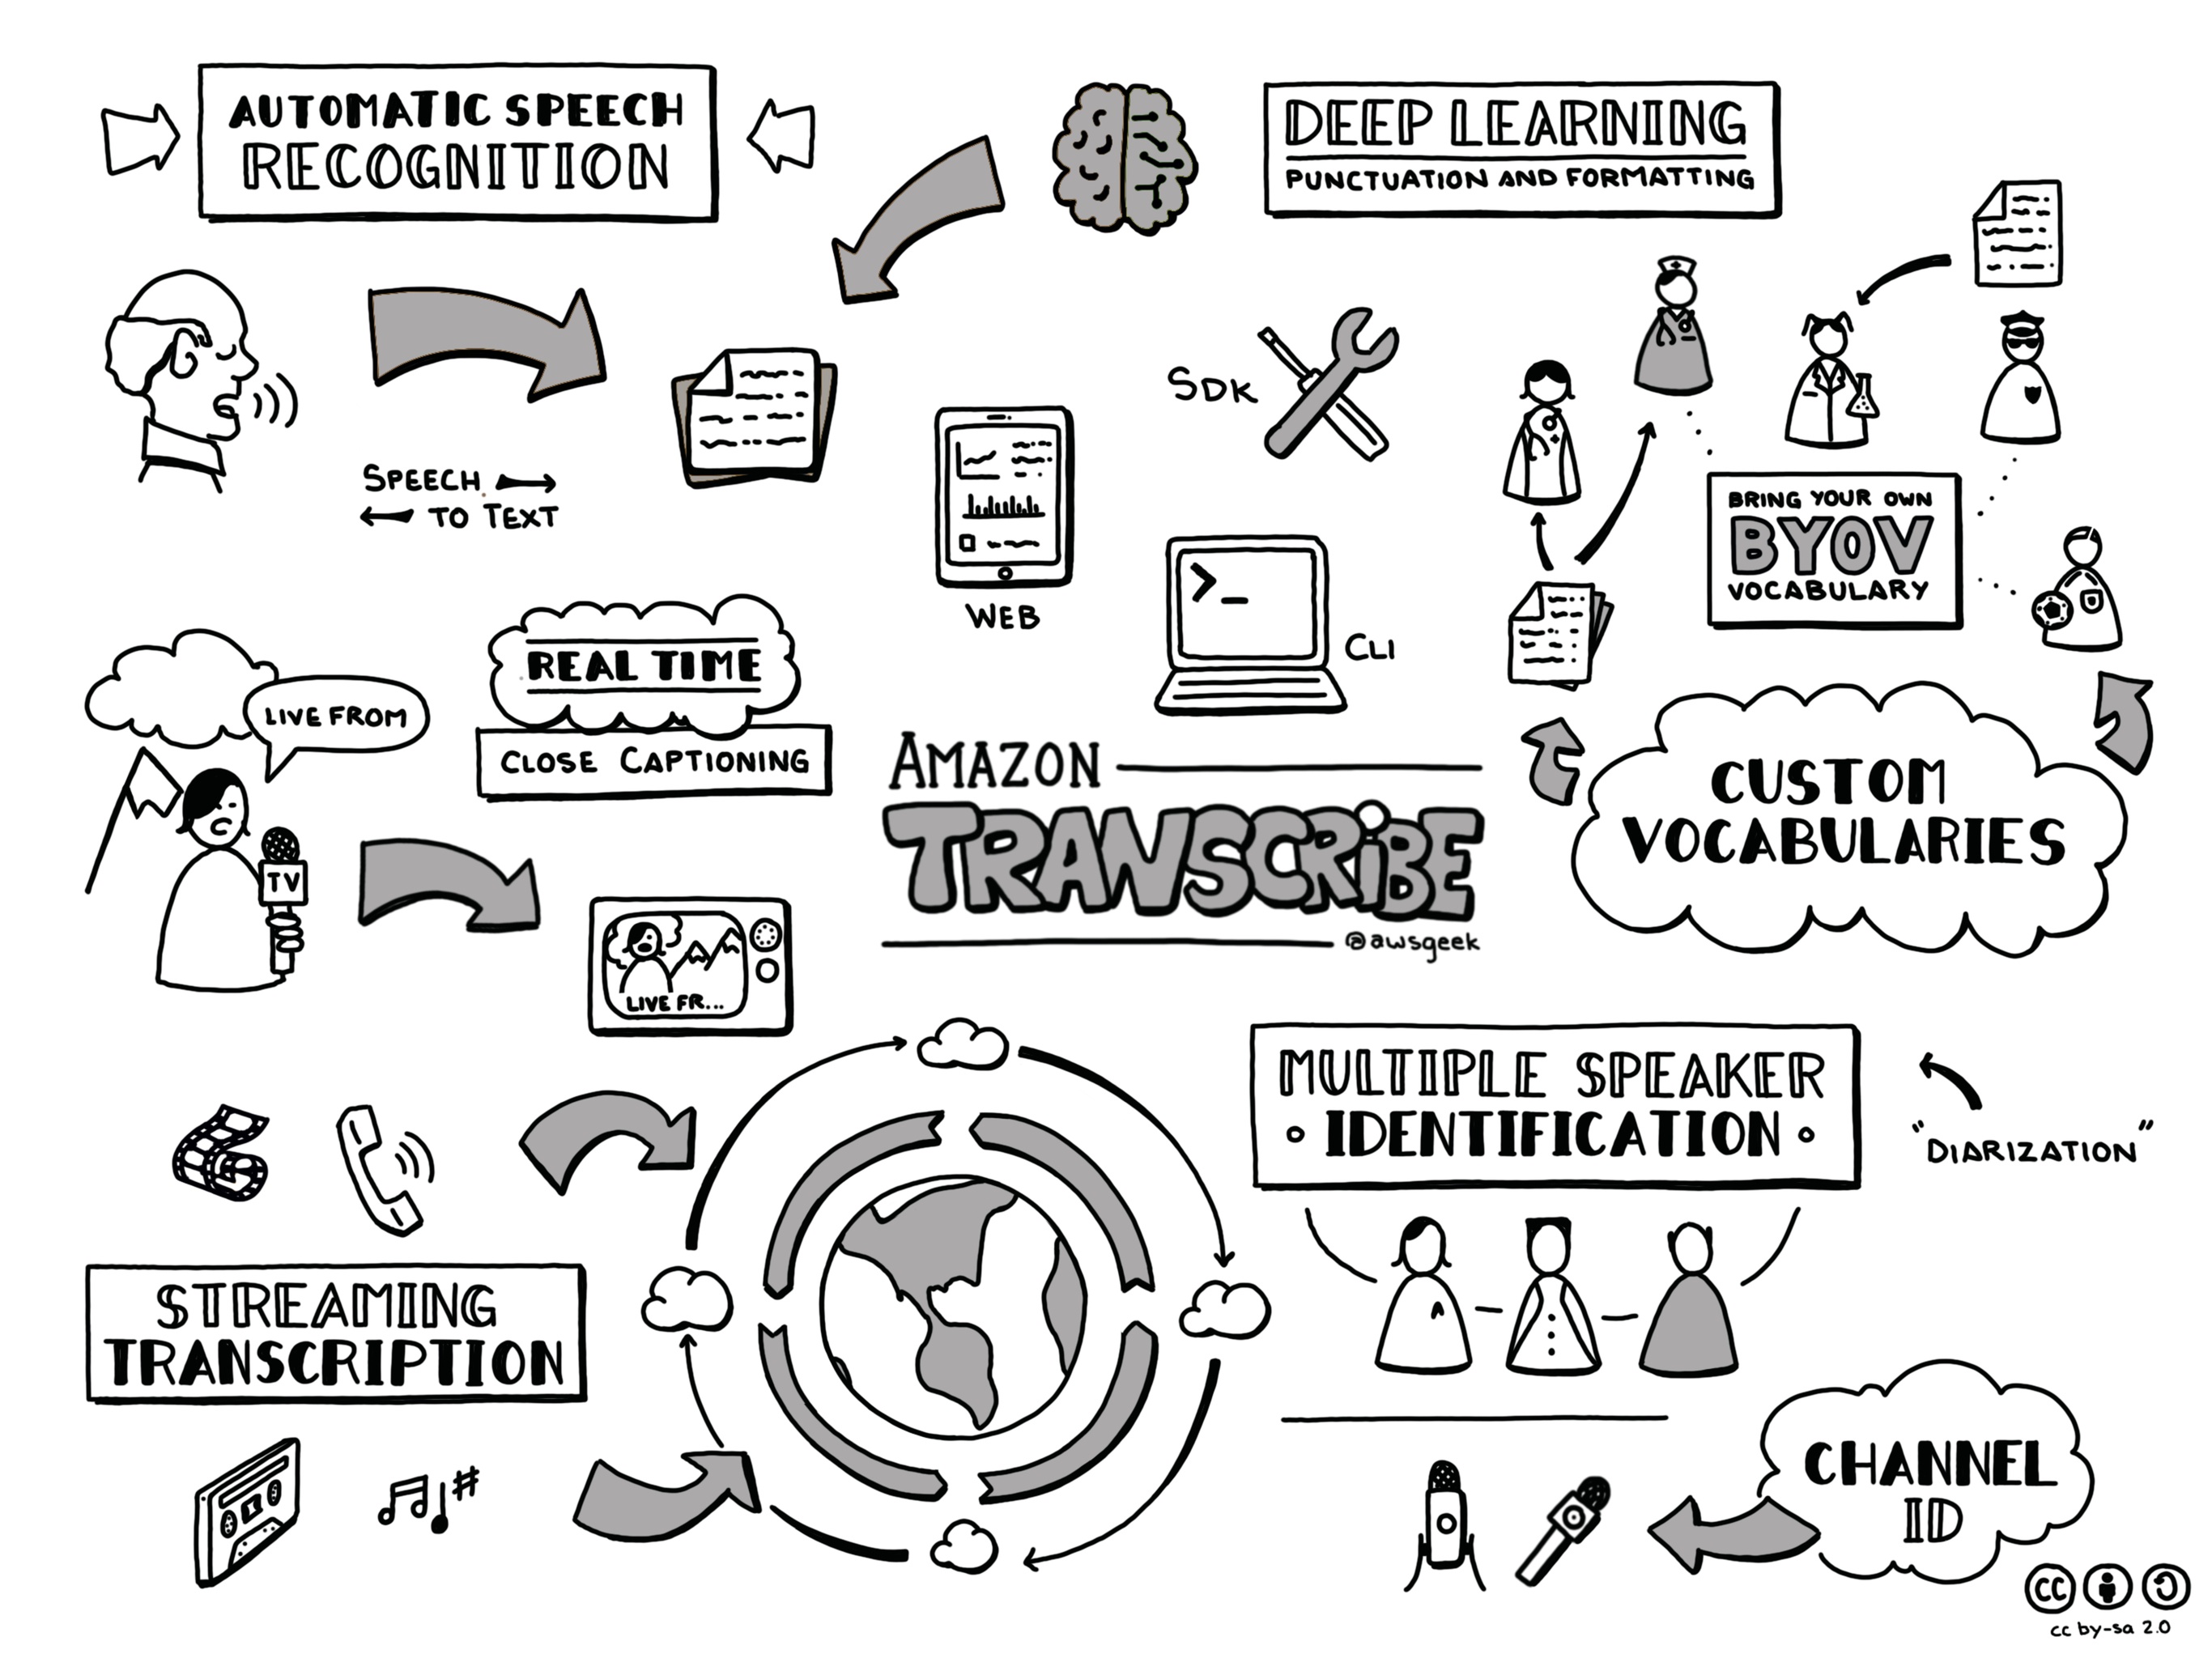 AUTOMATIC SPEECH
RECOGNITION
DEEP LEARNING
PUNCTUATION AND FORMATTING
SPEECH
TO TEXT
SDK
WEB
CLI
BRING YOUR OWN
BYOV
VOCABULARY
REAL TIME
CLOSE CAPTIONING
LIVE FROM
TV
LIVE FR...
AMAZON
TRANSCRiBE
@awsgeek
CUSTOM
VOCABULARIES
MULTIPLE SPEAKER
• IDENTIFICATION •
"DIARIZATION"
STREAMING
TRANSCRIPTION
CHANNEL
ID
cc
cc by-sa 2.0